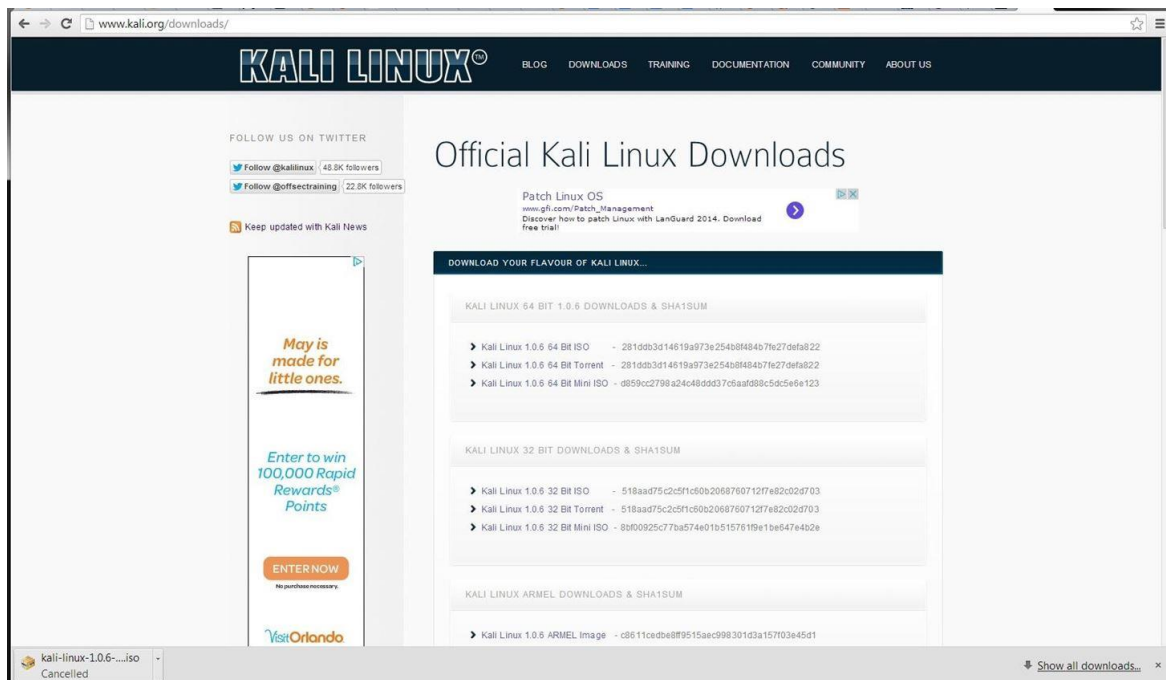 www.kali.org/downloads/
KALI LINUX™
BLOG DOWNLOADS TRAINING DOCUMENTATION COMMUNITY ABOUT US
FOLLOW US ON TWITTER
Follow @kalilinux 48.8K followers
Follow @offsectraining 22.8K followers
Keep updated with Kali News
May is
made for
little ones.
Enter to win
100,000 Rapid
Rewards®
Points
ENTER NOW
No purchase necessary.
VisitOrlando
Official Kali Linux Downloads
Patch Linux OS
www.gfi.com/Patch_Management
Discover how to patch Linux with LanGuard 2014. Download
free trial!
DOWNLOAD YOUR FLAVOUR OF KALI LINUX...
KALI LINUX 64 BIT 1.0.6 DOWNLOADS & SHA1SUM
Kali Linux 1.0.6 64 Bit ISO - 281ddb3d14619a973e254b8f484b7fe27defa822
Kali Linux 1.0.6 64 Bit Torrent - 281ddb3d14619a973e254b8f484b7fe27defa822
Kali Linux 1.0.6 64 Bit Mini ISO - d859cc2798a24c48ddd37c6aafd88c5dc5e6e123
KALI LINUX 32 BIT DOWNLOADS & SHA1SUM
Kali Linux 1.0.6 32 Bit ISO - 518aad75c2c5f1c60b2068760712f7e82c02d703
Kali Linux 1.0.6 32 Bit Torrent - 518aad75c2c5f1c60b2068760712f7e82c02d703
Kali Linux 1.0.6 32 Bit Mini ISO - 8bf00925c77ba574e01b515761f9e1be647e4b2e
KALI LINUX ARMEL DOWNLOADS & SHA1SUM
Kali Linux 1.0.6 ARMEL Image - c8611cedbe8ff9515aec998301d3a157f03e45d1
kali-linux-1.0.6-....iso
Cancelled
Show all downloads...